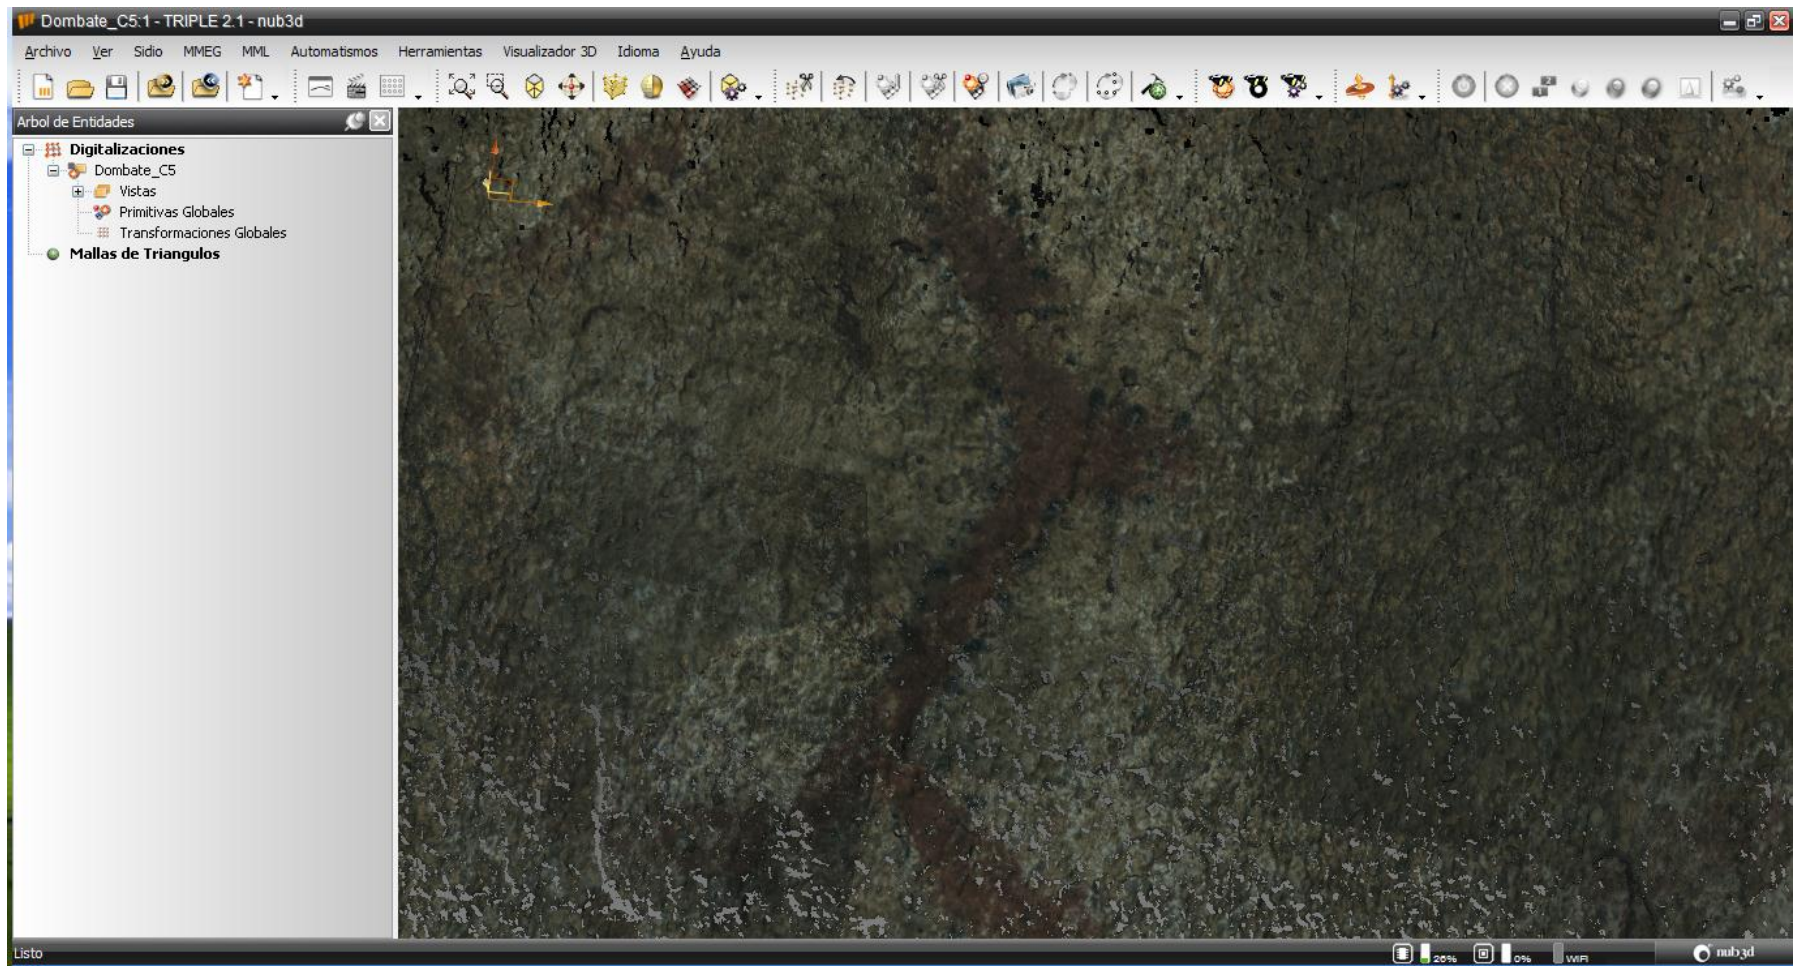 Dombate_C5:1 - TRIPLE 2.1 - nub3d
Archivo Ver Sidio MMEG MML Automatismos Herramientas Visualizador 3D Idioma Ayuda
Arbol de Entidades
Digitalizaciones
Dombate_C5
Vistas
Primitivas Globales
Transformaciones Globales
Mallas de Triangulos
Listo
26% 0% WIFI nub3d